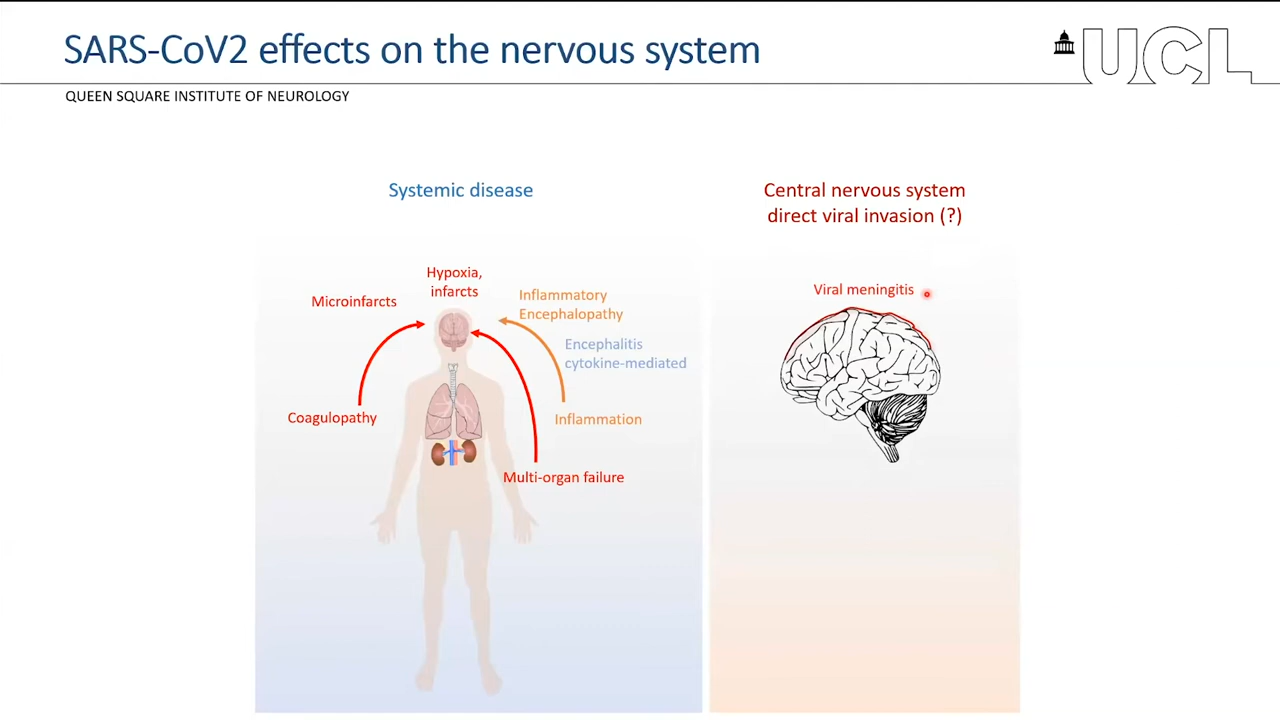 SARS-CoV2 effects on the nervous system
UCL
QUEEN SQUARE INSTITUTE OF NEUROLOGY
Systemic disease
Hypoxia,
infarcts
Microinfarcts
Inflammatory
Encephalopathy
Encephalitis
cytokine-mediated
Coagulopathy
Inflammation
Multi-organ failure
Central nervous system
direct viral invasion (?)
Viral meningitis